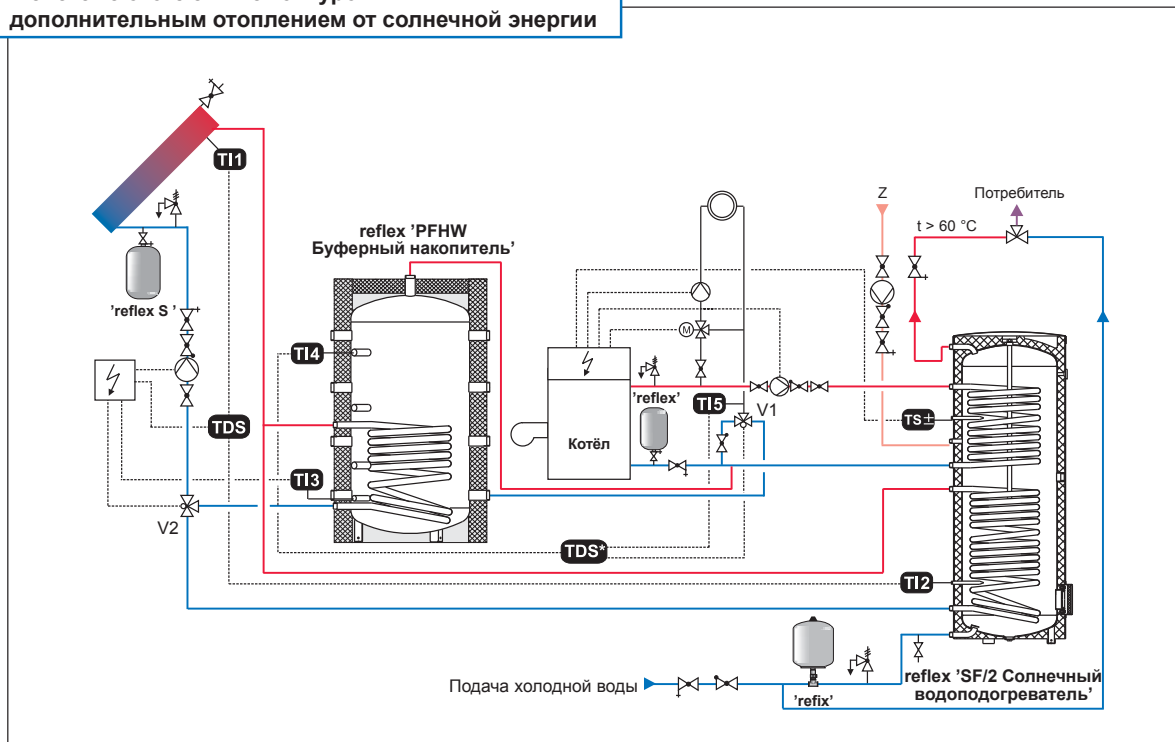 дополнительным отоплением от солнечной энергии
TI1
Z
Потребитель
t > 60 °C
reflex 'PFHW
Буферный накопитель'
'reflex S '
M
TI4
'reflex'
TI5
V1
TS±
TDS
Котёл
TI3
V2
TDS*
TI2
Подача холодной воды
'refix'
reflex 'SF/2 Солнечный
водоподогреватель'